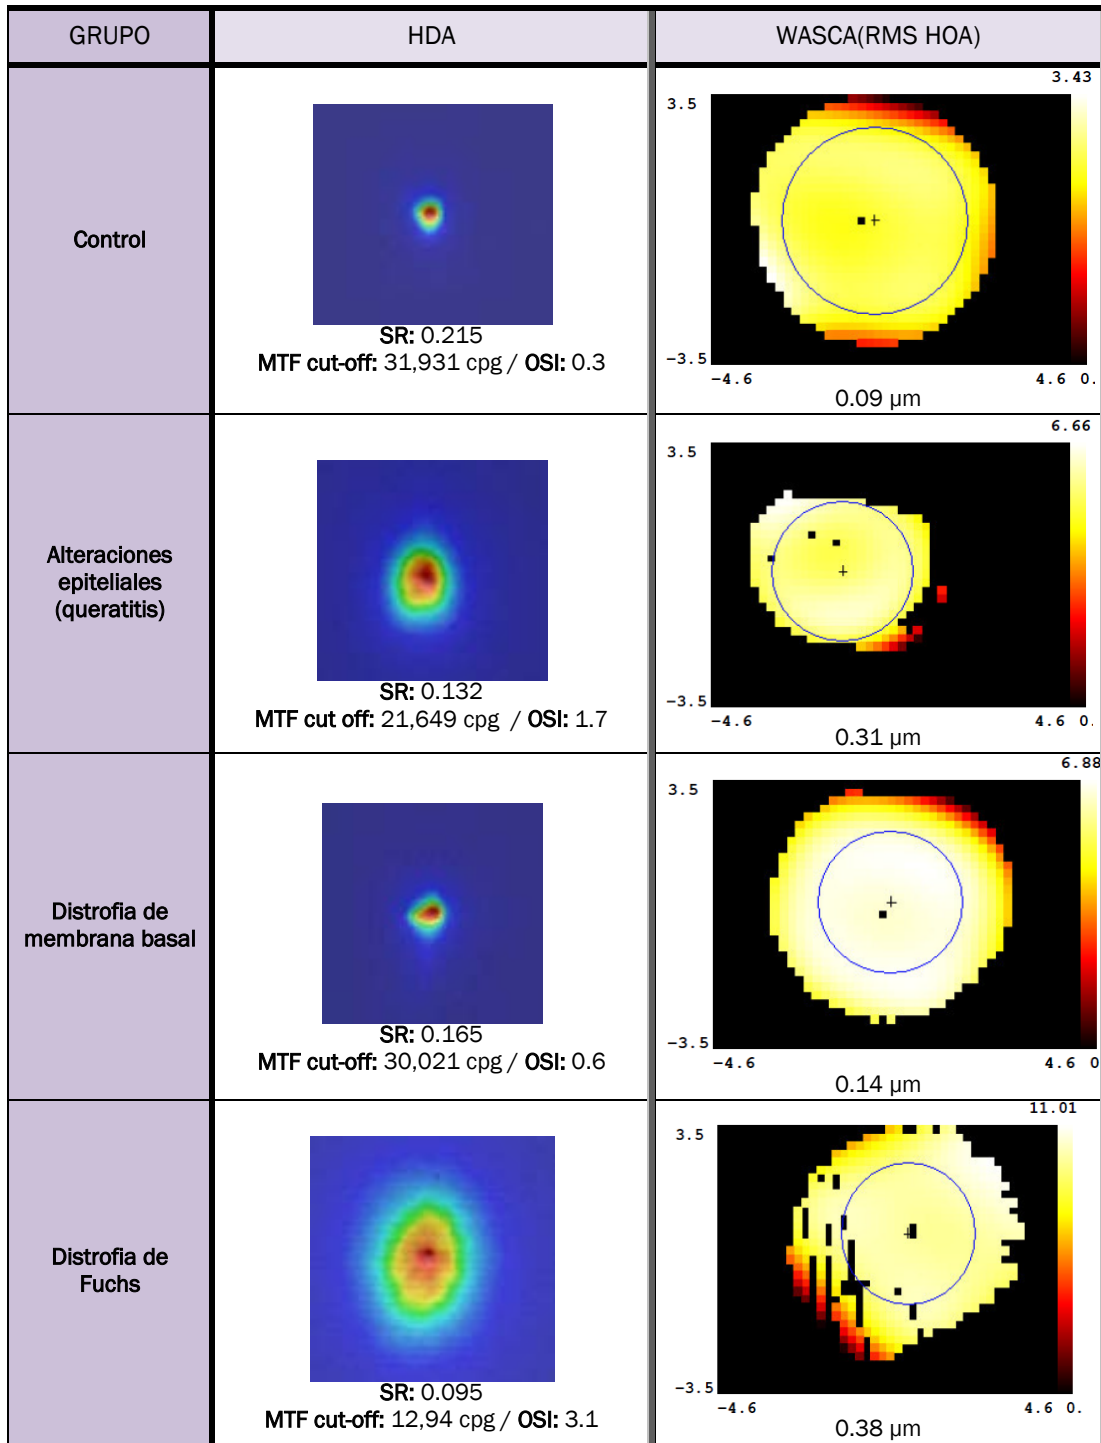 GRUPO HDA WASCA(RMS HOA)
3.43
3.5
Control
SR: 0.215
MTF cut-off: 31,931 cpg / OSI: 0.3
−3.5
−4.6 4.6 0.
0.09 µm
6.66
3.5
Alteraciones
epiteliales
(queratitis)
SR: 0.132
MTF cut off: 21,649 cpg / OSI: 1.7
−3.5
−4.6 4.6 0.
0.31 µm
6.88
3.5
Distrofia de
membrana basal
SR: 0.165
MTF cut-off: 30,021 cpg / OSI: 0.6
−3.5
−4.6 4.6 0
0.14 µm
11.01
3.5
Distrofia de
Fuchs
SR: 0.095
MTF cut-off: 12,94 cpg / OSI: 3.1
−3.5
−4.6 4.6 0.
0.38 µm